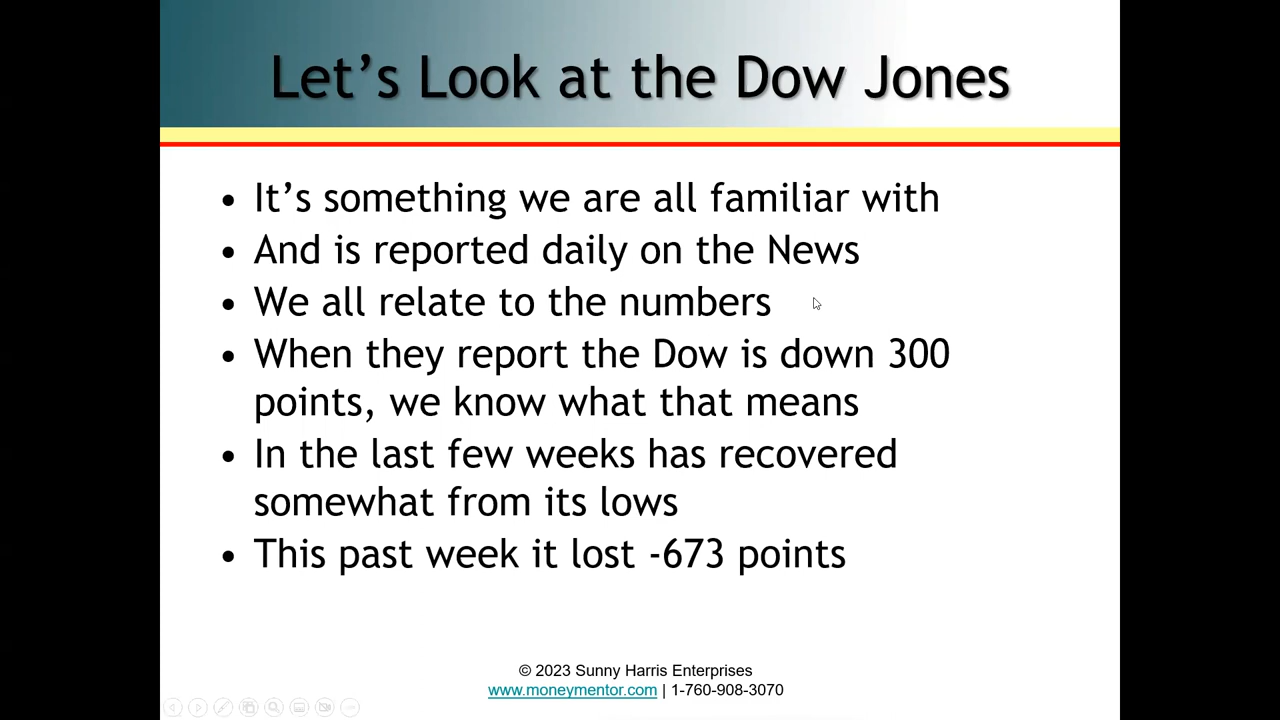 Let's Look at the Dow Jones
• It's something we are all familiar with
• And is reported daily on the News
• We all relate to the numbers
• When they report the Dow is down 300
points, we know what that means
• In the last few weeks has recovered
somewhat from its lows
• This past week it lost -673 points
© 2023 Sunny Harris Enterprises
www.moneymentor.com | 1-760-908-3070